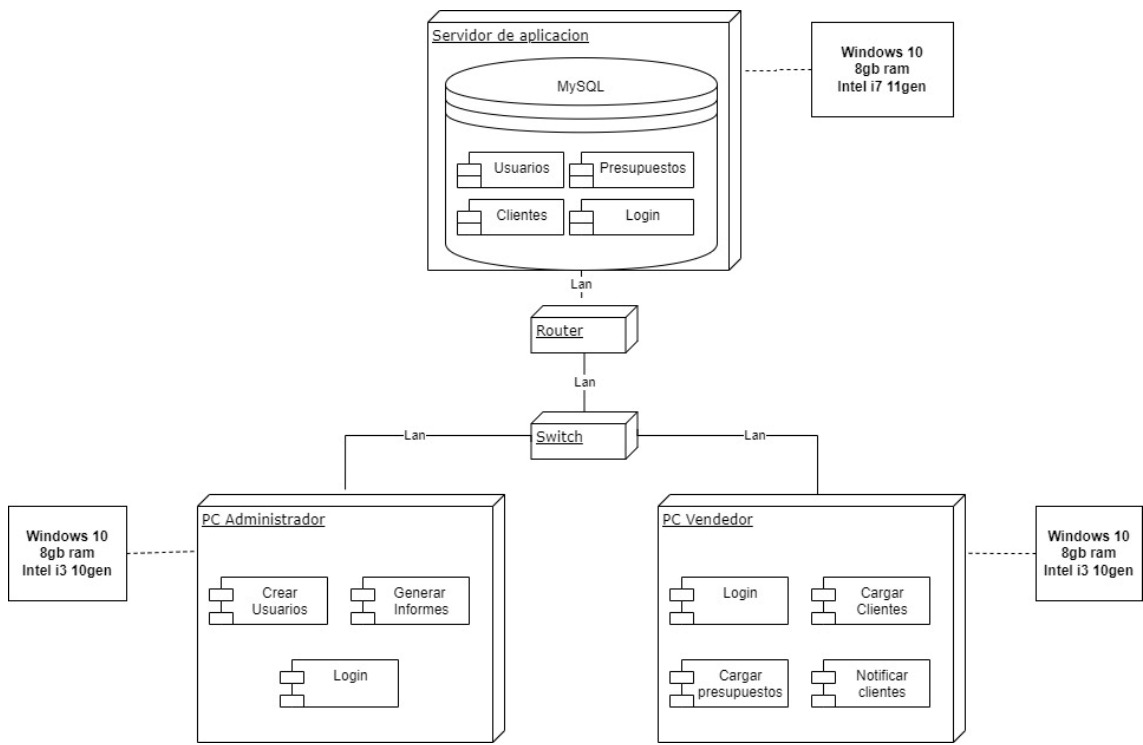 Servidor de aplicacion
Windows 10
8gb ram
Intel i7 11gen
MySQL
Usuarios
Presupuestos
Clientes
Login
Lan
Router
Lan
Switch
Lan
Lan
PC Administrador
Windows 10
8gb ram
Intel i3 10gen
Crear
Usuarios
Generar
Informes
Login
PC Vendedor
Windows 10
8gb ram
Intel i3 10gen
Login
Cargar
Clientes
Cargar
presupuestos
Notificar
clientes